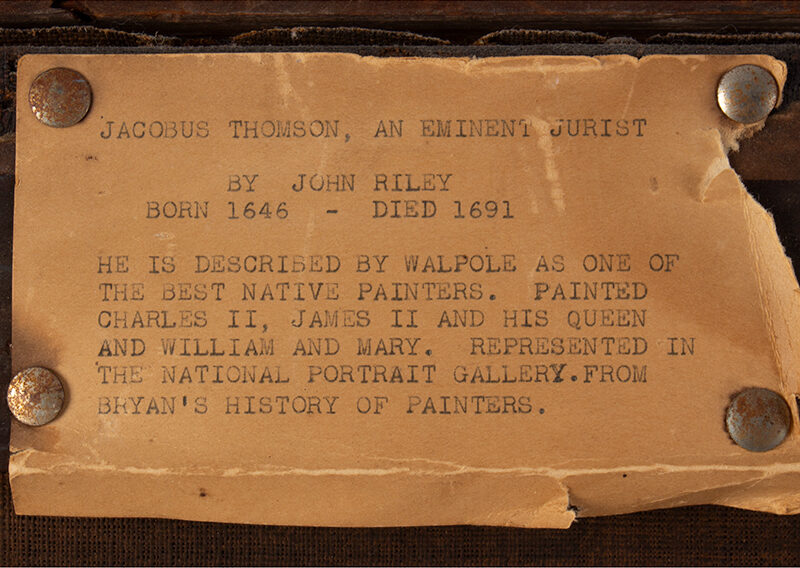 JACOBUS THOMSON, AN EMINENT JURIST
BY JOHN RILEY
BORN 1646 - DIED 1691
HE IS DESCRIBED BY WALPOLE AS ONE OF
THE BEST NATIVE PAINTERS. PAINTED
CHARLES II, JAMES II AND HIS QUEEN
AND WILLIAM AND MARY. REPRESENTED IN
THE NATIONAL PORTRAIT GALLERY.FROM
BRYAN'S HISTORY OF PAINTERS.